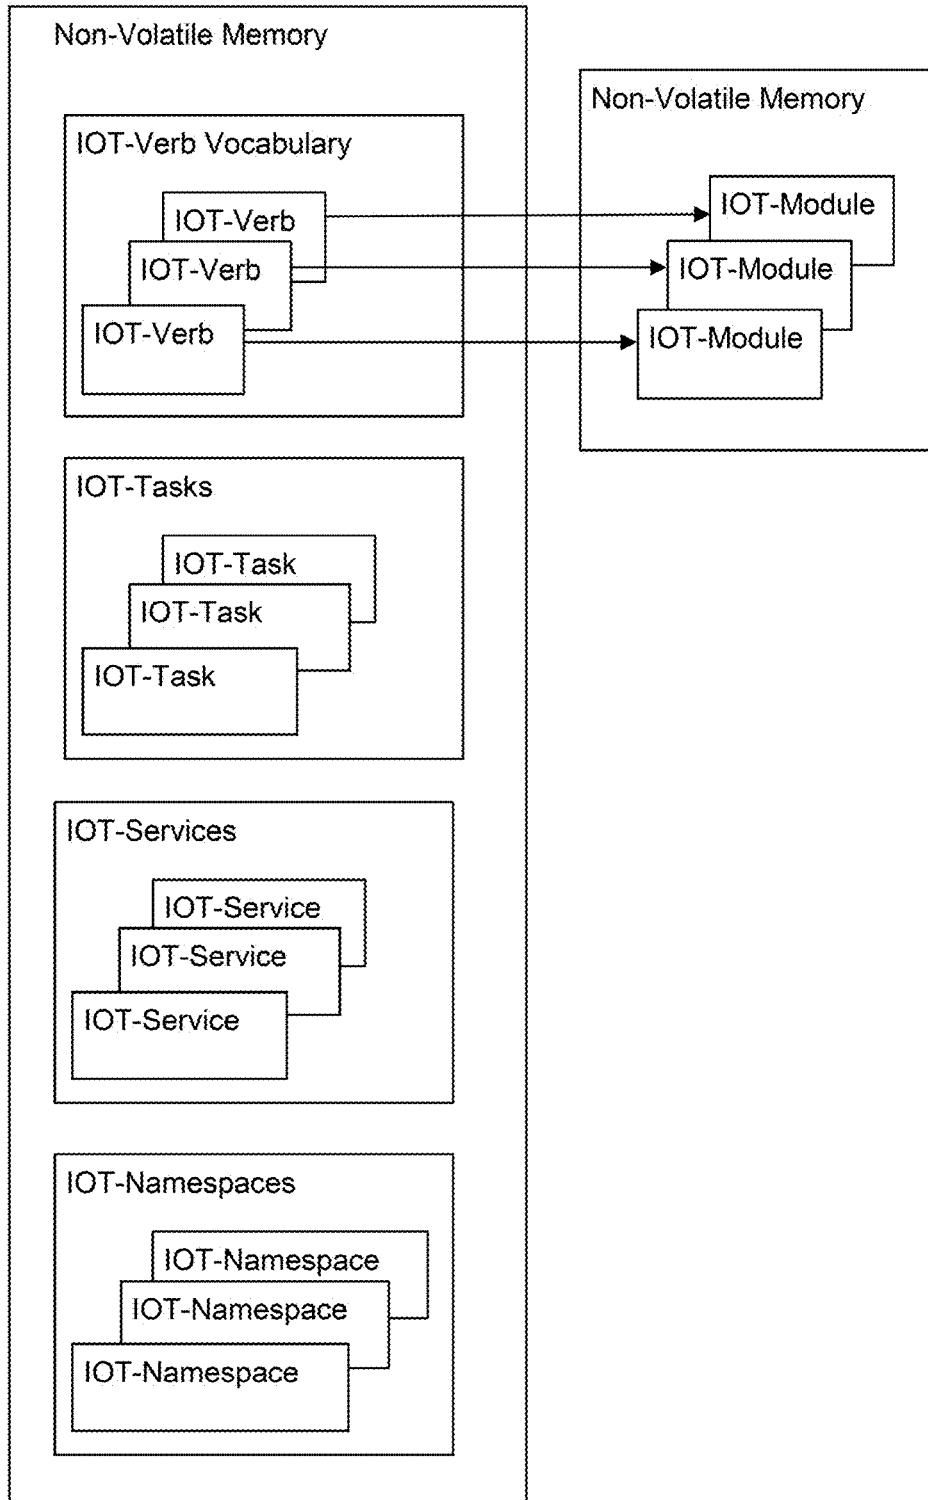 Non-Volatile Memory
IOT-Verb Vocabulary
IOT-Verb
IOT-Verb
IOT-Verb
IOT-Tasks
IOT-Task
IOT-Task
IOT-Task
IOT-Services
IOT-Service
IOT-Service
IOT-Service
IOT-Namespaces
IOT-Namespace
IOT-Namespace
IOT-Namespace
Non-Volatile Memory
IOT-Module
IOT-Module
IOT-Module